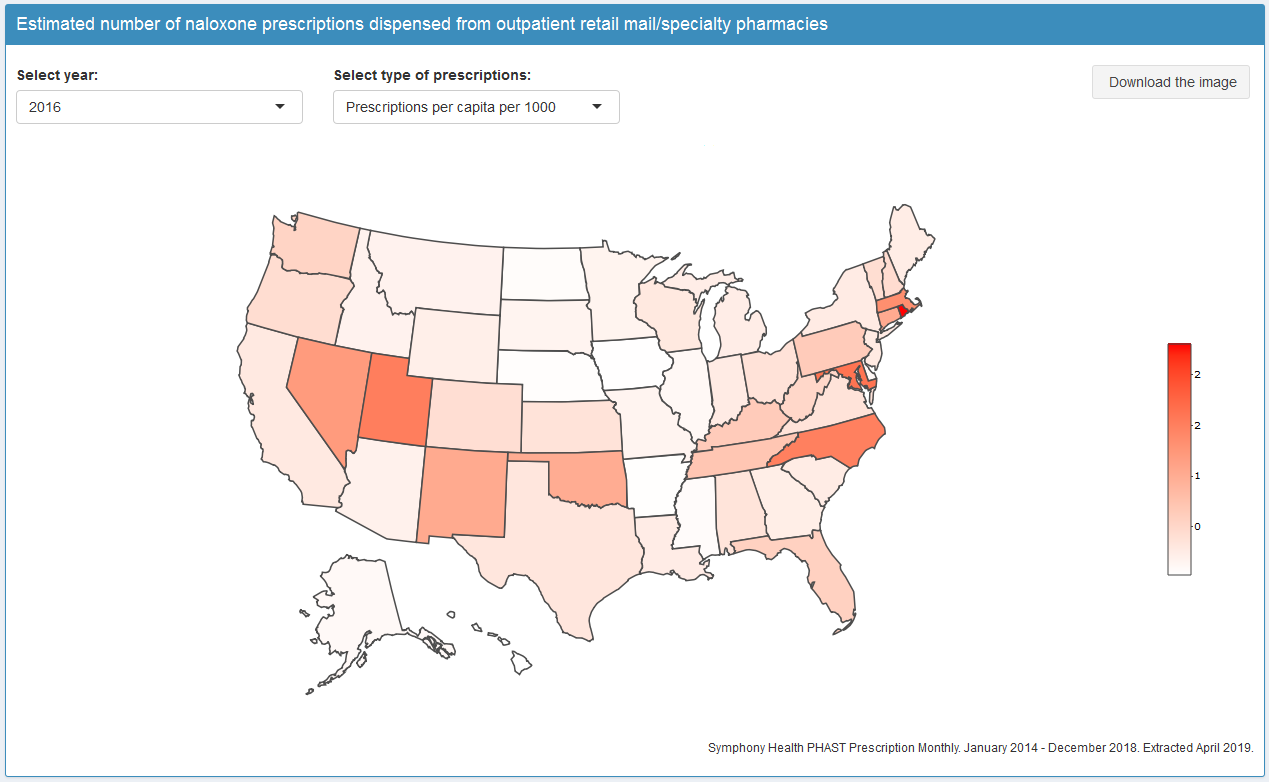 Estimated number of naloxone prescriptions dispensed from outpatient retail mail/specialty pharmacies
Select year:
Select type of prescriptions:
Download the image
2016
Prescriptions per capita per 1000
2
2
1
0
Symphony Health PHAST Prescription Monthly. January 2014 - December 2018. Extracted April 2019.